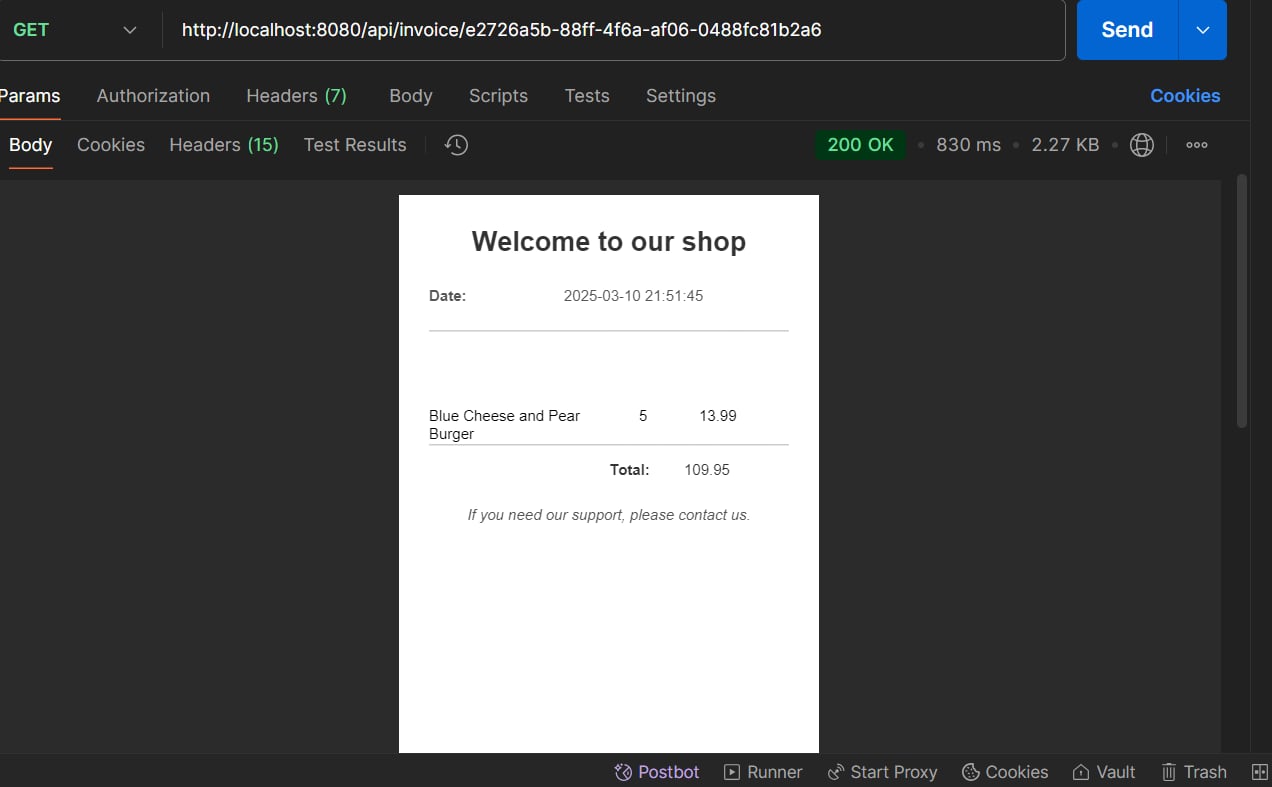 GET http://localhost:8080/api/invoice/e2726a5b-88ff-4f6a-af06-0488fc81b2a6 Send
Params Authorization Headers (7) Body Scripts Tests Settings Cookies
Body Cookies Headers (15) Test Results 200 OK 830 ms 2.27 KB
Welcome to our shop
Date: 2025-03-10 21:51:45
Blue Cheese and Pear 5 13.99
Burger
Total: 109.95
If you need our support, please contact us.
Postbot Runner Start Proxy Cookies Vault Trash